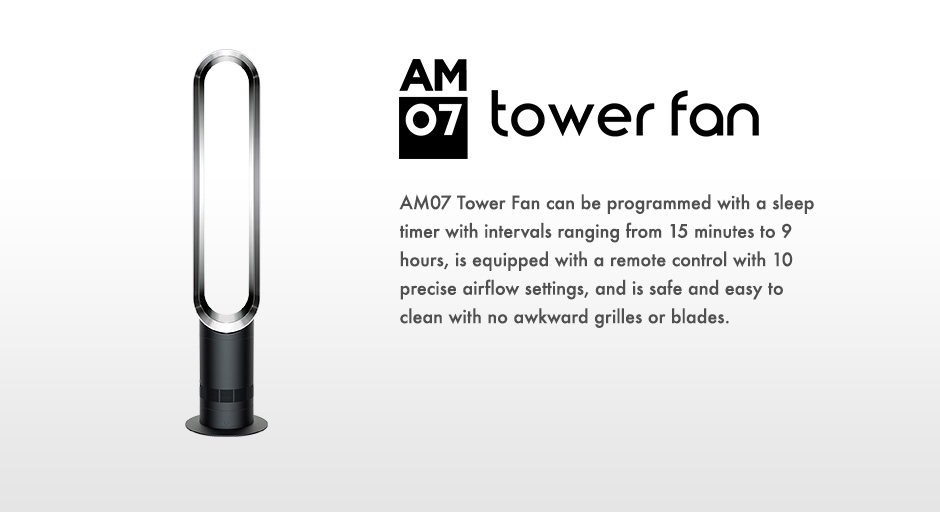 AM
07
tower fan
AM07 Tower Fan can be programmed with a sleep
timer with intervals ranging from 15 minutes to 9
hours, is equipped with a remote control with 10
precise airflow settings, and is safe and easy to
clean with no awkward grilles or blades.